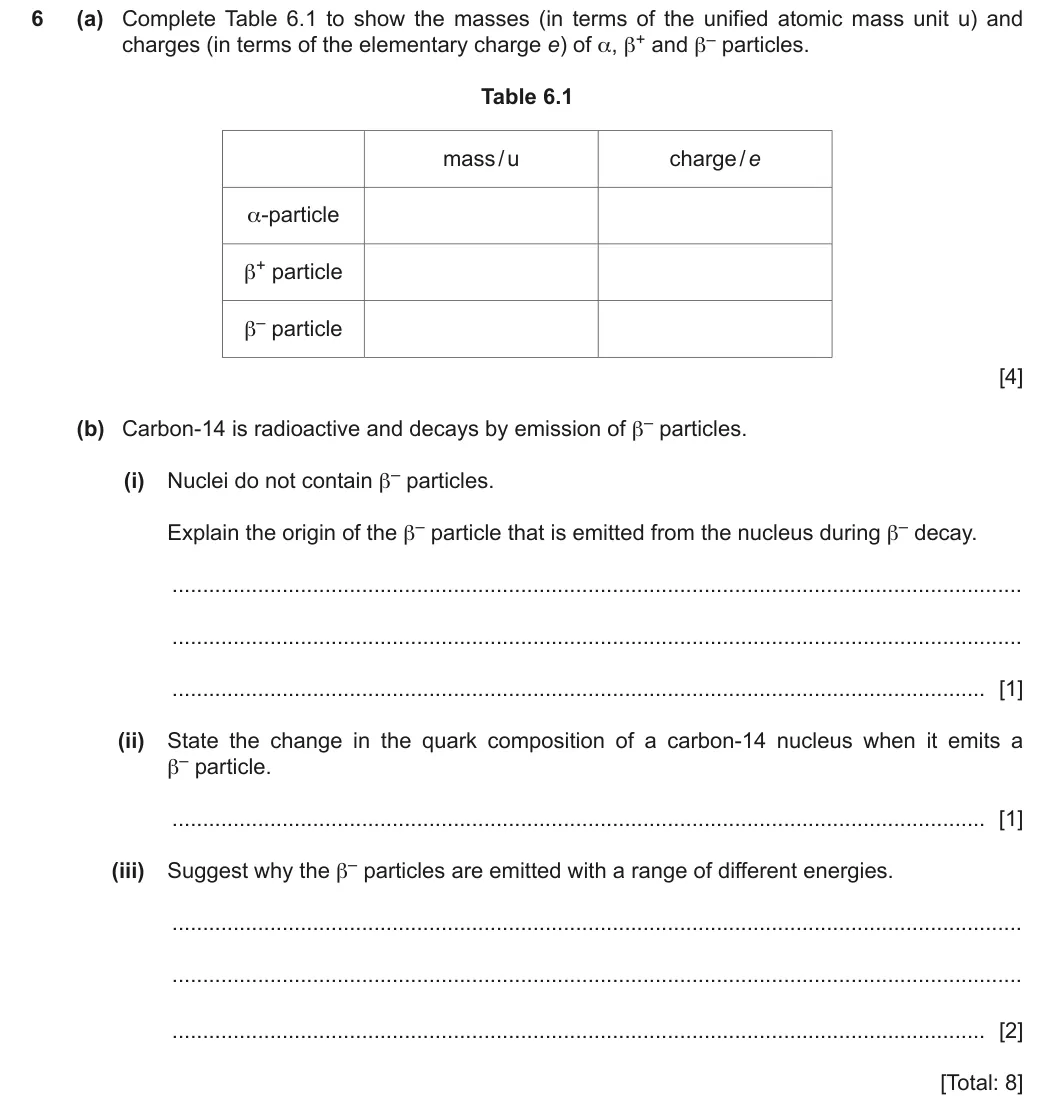 6 (a) Complete Table 6.1 to show the masses (in terms of the unified atomic mass unit u) and
charges (in terms of the elementary charge e) of α, β⁺ and β⁻ particles.
Table 6.1
mass / u charge / e
α-particle
β⁺ particle
β⁻ particle
[4]
(b) Carbon-14 is radioactive and decays by emission of β⁻ particles.
(i) Nuclei do not contain β⁻ particles.
Explain the origin of the β⁻ particle that is emitted from the nucleus during β⁻ decay.
[1]
(ii) State the change in the quark composition of a carbon-14 nucleus when it emits a
β⁻ particle.
[1]
(iii) Suggest why the β⁻ particles are emitted with a range of different energies.
[2]
[Total: 8]